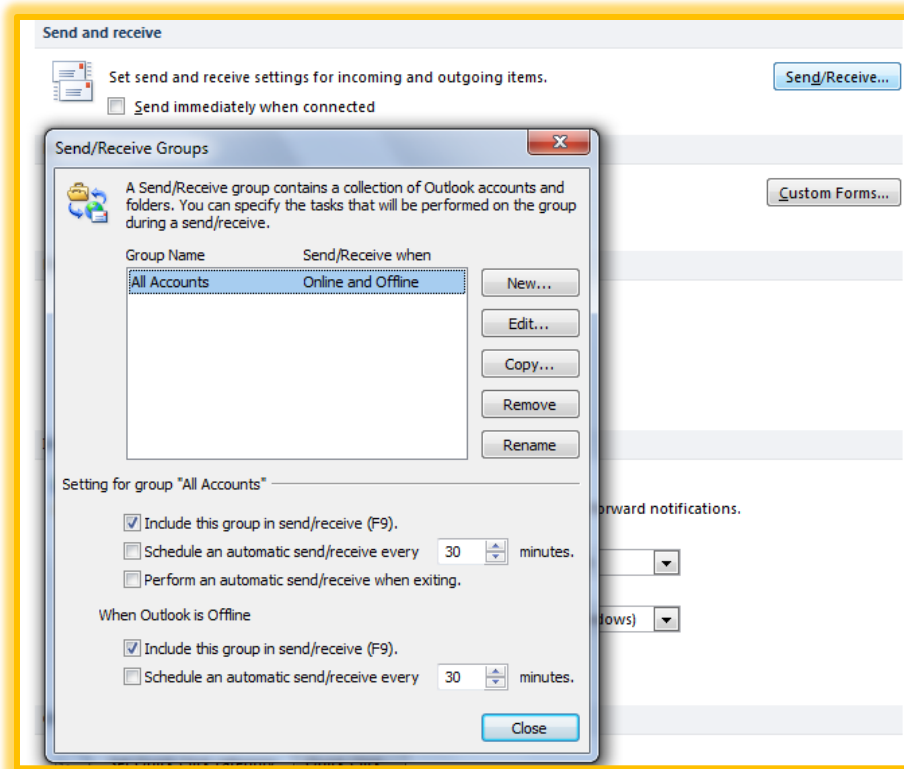 Send and receive
Set send and receive settings for incoming and outgoing items.
Send/Receive...
Send immediately when connected
Send/Receive Groups
A Send/Receive group contains a collection of Outlook accounts and
folders. You can specify the tasks that will be performed on the group
during a send/receive.
Custom Forms...
Group Name Send/Receive when
All Accounts Online and Offline
New...
Edit...
Copy...
Remove
Rename
Setting for group "All Accounts"
orward notifications.
Include this group in send/receive (F9).
Schedule an automatic send/receive every 30 minutes.
Perform an automatic send/receive when exiting.
When Outlook is Offline
dows)
Include this group in send/receive (F9).
Schedule an automatic send/receive every 30 minutes.
Close